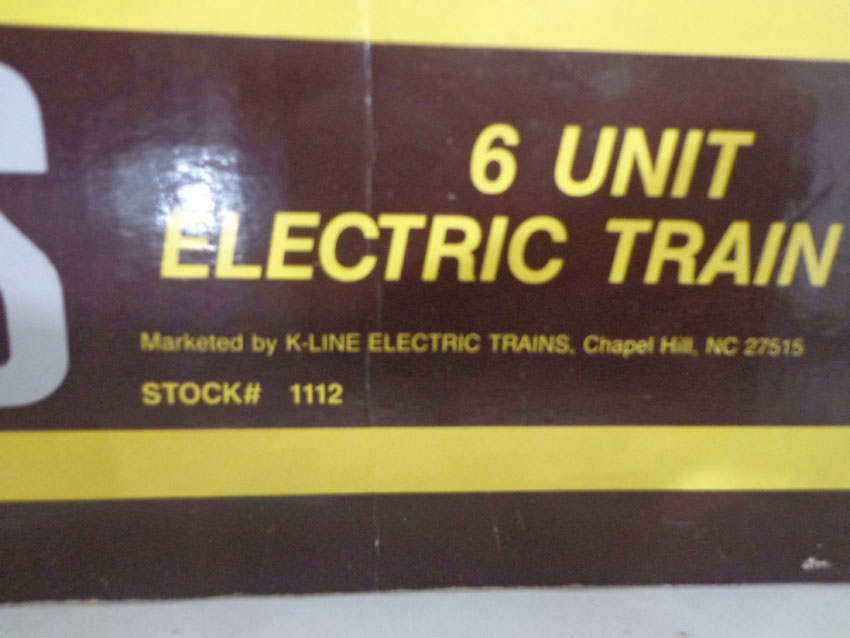 S
6 UNIT
ELECTRIC TRAIN
Marketed by K-LINE ELECTRIC TRAINS, Chapel Hill, NC 27515
STOCK# 1112